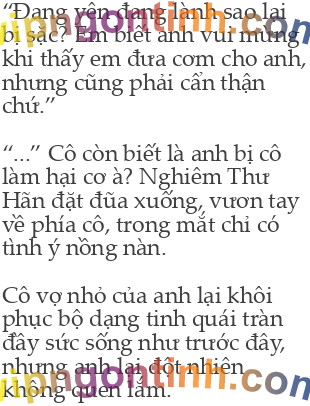 “Đang yên đang lành sao lại
bị sặc? Em biết anh vui mừng
khi thấy em đưa cơm cho anh,
nhưng cũng phải cẩn thận
chứ.”
“...” Cô còn biết là anh bị cô
làm hại cơ à? Nghiêm Thư
Hãn đặt đũa xuống, vươn tay
về phía cô, trong mắt chỉ có
tình ý nồng nàn.
Cô vợ nhỏ của anh lại khôi
phục bộ dạng tinh quái tràn
đầy sức sống như trước đây,
nhưng anh lại đột nhiên
không quen lắm.
vipngontinh.com
vipngontinh.com